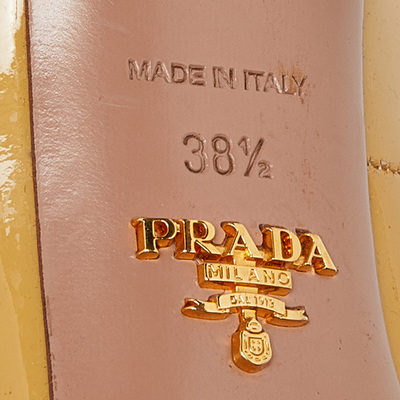 MADE IN ITALY
38½
PRADA
MILANO
DAL 1913